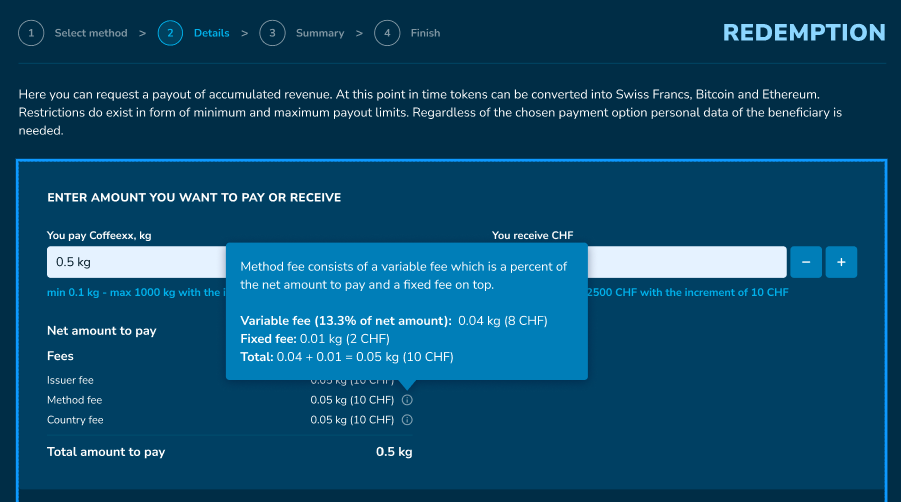 1 Select method > 2 Details > 3 Summary > 4 Finish
REDEMPTION
Here you can request a payout of accumulated revenue. At this point in time tokens can be converted into Swiss Francs, Bitcoin and Ethereum.
Restrictions do exist in form of minimum and maximum payout limits. Regardless of the chosen payment option personal data of the beneficiary is
needed.
ENTER AMOUNT YOU WANT TO PAY OR RECEIVE
You pay Coffeexx, kg
You receive CHF
0.5 kg
− +
min 0.1 kg - max 1000 kg with the
2500 CHF with the increment of 10 CHF
Method fee consists of a variable fee which is a percent of
the net amount to pay and a fixed fee on top.
Variable fee (13.3% of net amount): 0.04 kg (8 CHF)
Fixed fee: 0.01 kg (2 CHF)
Total: 0.04 + 0.01 = 0.05 kg (10 CHF)
Net amount to pay
Fees
Issuer fee 0.05 kg (10 CHF)
Method fee 0.05 kg (10 CHF)
Country fee 0.05 kg (10 CHF)
Total amount to pay 0.5 kg